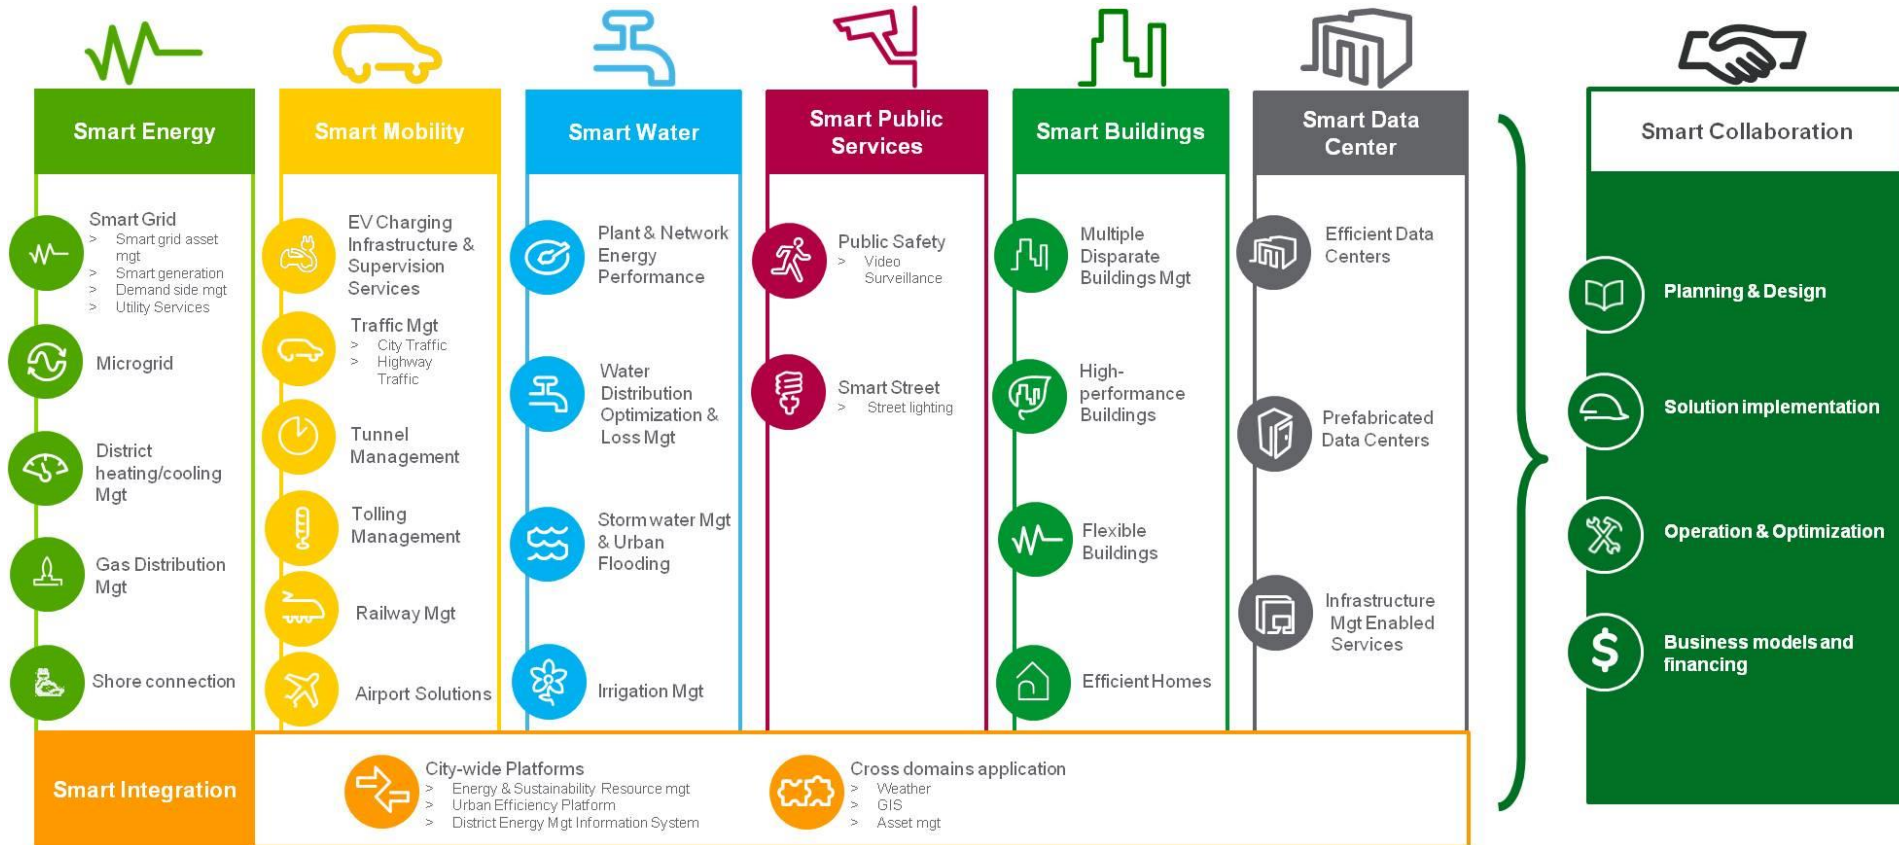 Smart Energy
Smart Grid
> Smart grid asset
mgt
> Smart generation
> Demand side mgt
> Utility Services
Microgrid
District
heating/cooling
Mgt
Gas Distribution
Mgt
Shore connection
Smart Mobility
EV Charging
Infrastructure &
Supervision
Services
Traffic Mgt
> City Traffic
> Highway
Traffic
Tunnel
Management
Tolling
Management
Railway Mgt
Airport Solutions
Smart Water
Plant & Network
Energy
Performance
Water
Distribution
Optimization &
Loss Mgt
Storm water Mgt
& Urban
Flooding
Irrigation Mgt
Smart Public
Services
Public Safety
> Video
Surveillance
Smart Street
> Street lighting
Smart Buildings
Multiple
Disparate
Buildings Mgt
High-
performance
Buildings
Flexible
Buildings
Efficient Homes
Smart Data
Center
Efficient Data
Centers
Prefabricated
Data Centers
Infrastructure
Mgt Enabled
Services
Smart Integration
City-wide Platforms
> Energy & Sustainability Resource mgt
> Urban Efficiency Platform
> District Energy Mgt Information System
Cross domains application
> Weather
> GIS
> Asset mgt
Smart Collaboration
Planning & Design
Solution implementation
Operation & Optimization
$
Business models and
financing